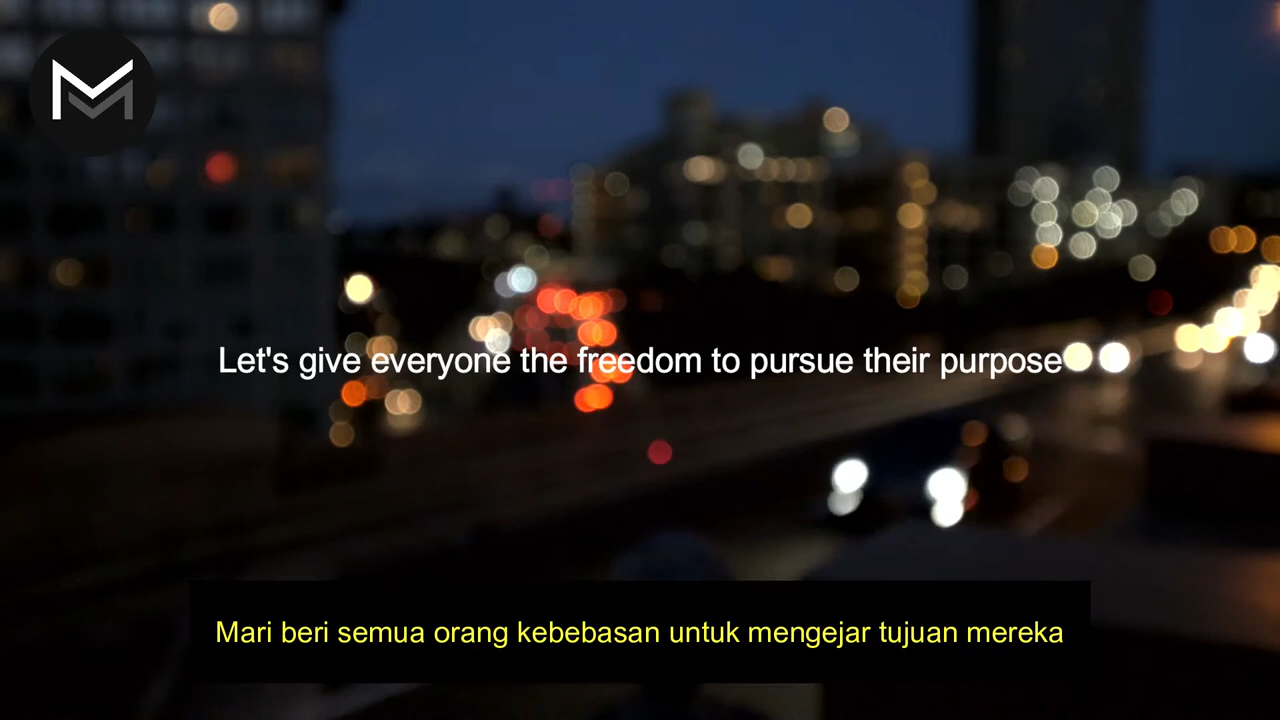 Let's give everyone the freedom to pursue their purpose
Mari beri semua orang kebebasan untuk mengejar tujuan mereka